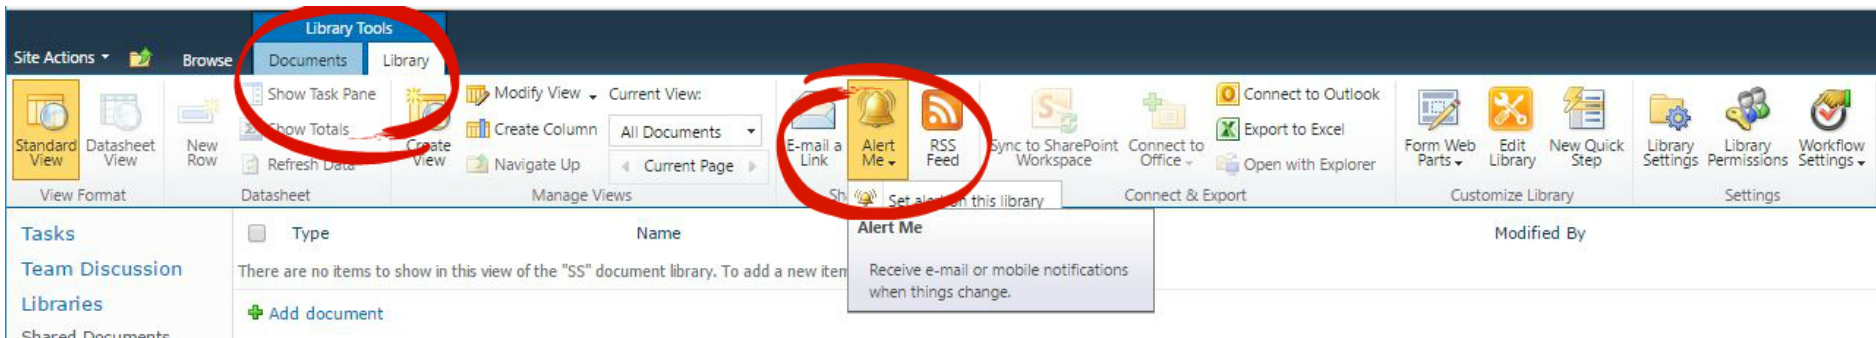 Library Tools
Site Actions Browse Documents Library
Show Task Pane Modify View Current View: Connect to Outlook
Show Totals Create Column All Documents Export to Excel
Standard View Datasheet View New Row Refresh Data Create View Navigate Up Current Page E-mail a Link Alert Me RSS Feed Sync to SharePoint Workspace Connect to Office Open with Explorer Form Web Parts Edit Library New Quick Step Library Settings Library Permissions Workflow Settings
View Format Datasheet Manage Views Connect & Export Customize Library Settings
Set alert on this library
Tasks Type Name Alert Me Modified By
Team Discussion There are no items to show in this view of the "SS" document library. To add a new Receive e-mail or mobile notifications
when things change.
Libraries Add document
Shared Documents